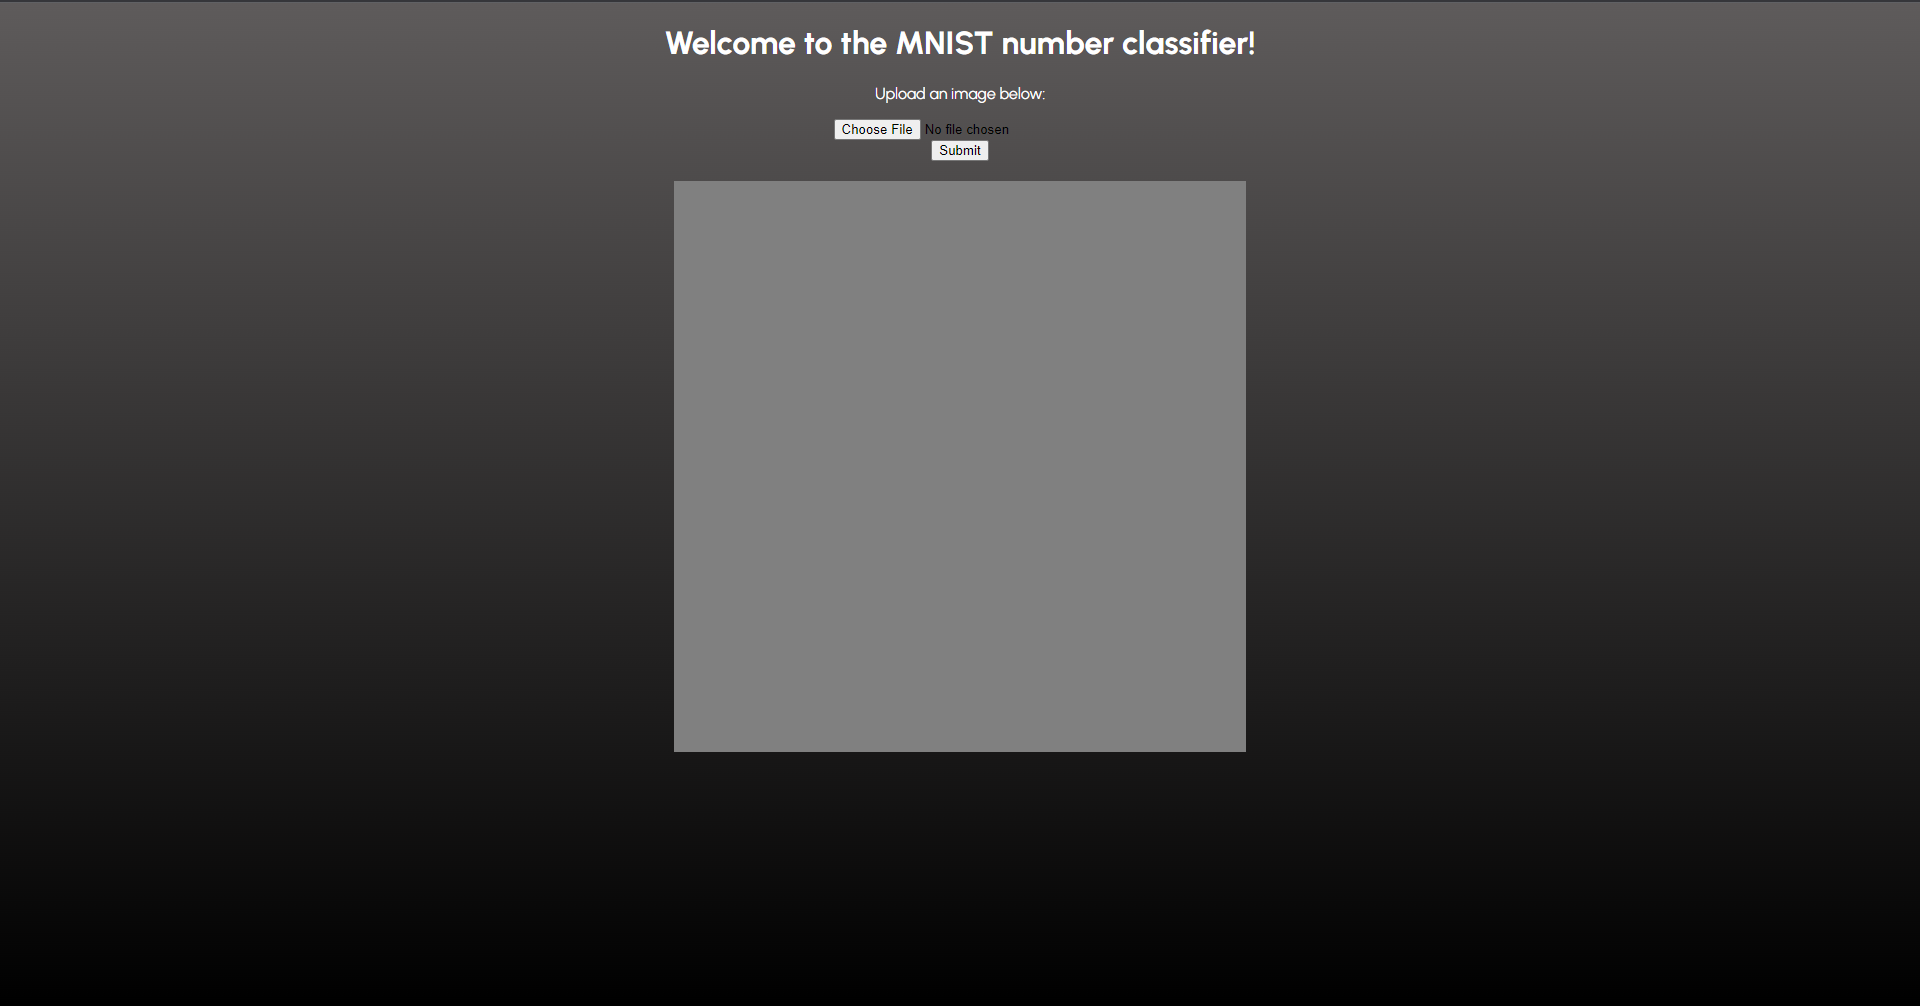 Welcome to the MNIST number classifier!
Upload an image below:
Choose File No file chosen
Submit